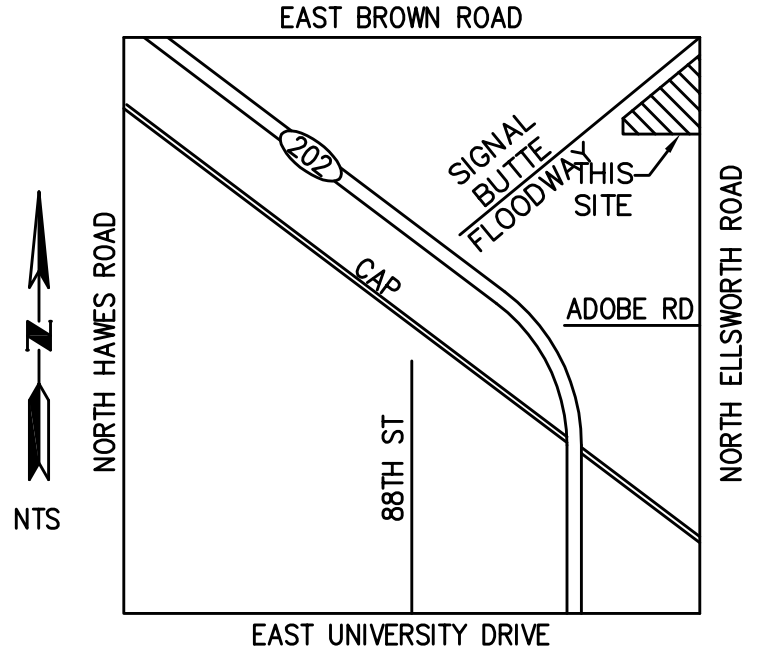 EAST BROWN ROAD
202
SIGNAL
BUTTE
FLOODWAY
THIS
SITE
CAP
ADOBE RD
NORTH HAWES ROAD
NORTH ELLSWORTH ROAD
88TH ST
N
NTS
EAST UNIVERSITY DRIVE